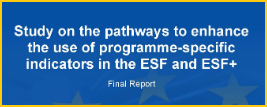 Study on the pathways to enhance
the use of programme-specific
indicators in the ESF and ESF+
Final Report